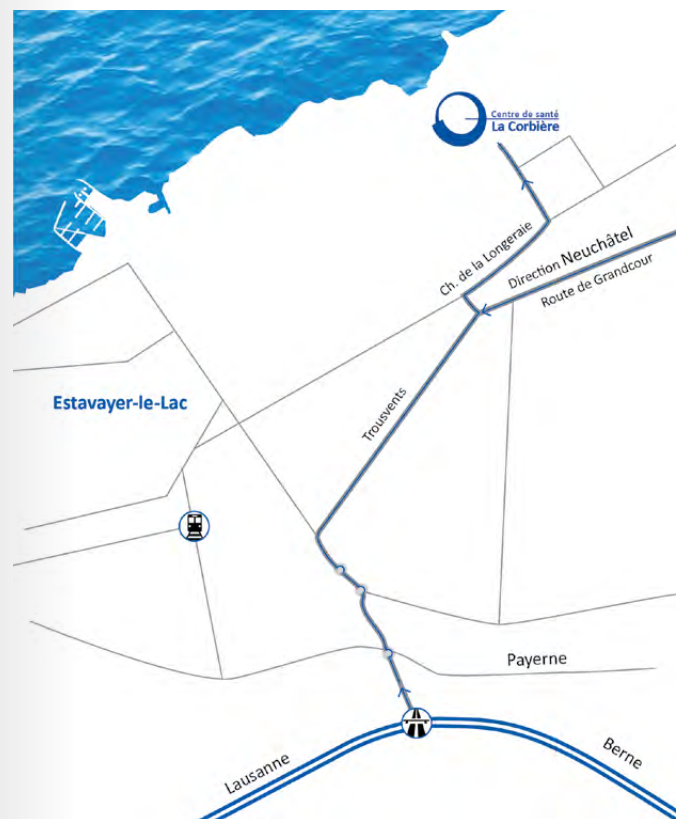 Centre de santé
La Corbière
Ch. de la Longeraie
Direction Neuchâtel
Route de Grandcour
Trousvents
Estavayer-le-Lac
Payerne
Lausanne
Berne